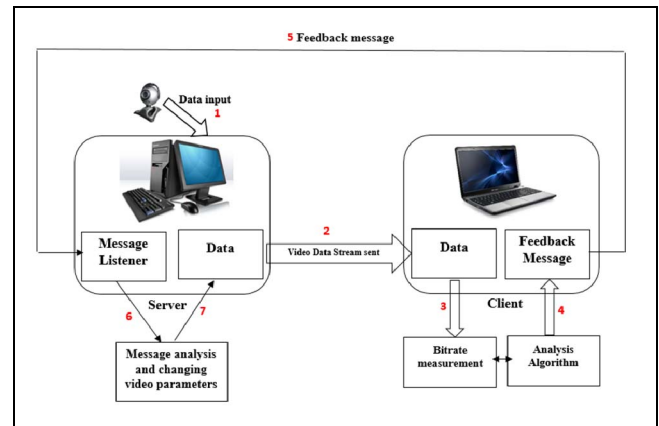 5 Feedback message
Data input
1
2
Message
Listener
Data
Video Data Stream sent
Data
Feedback
Message
Server
Client
6
7
3
4
Message analysis
and changing
video parameters
Bitrate
measurement
Analysis
Algorithm